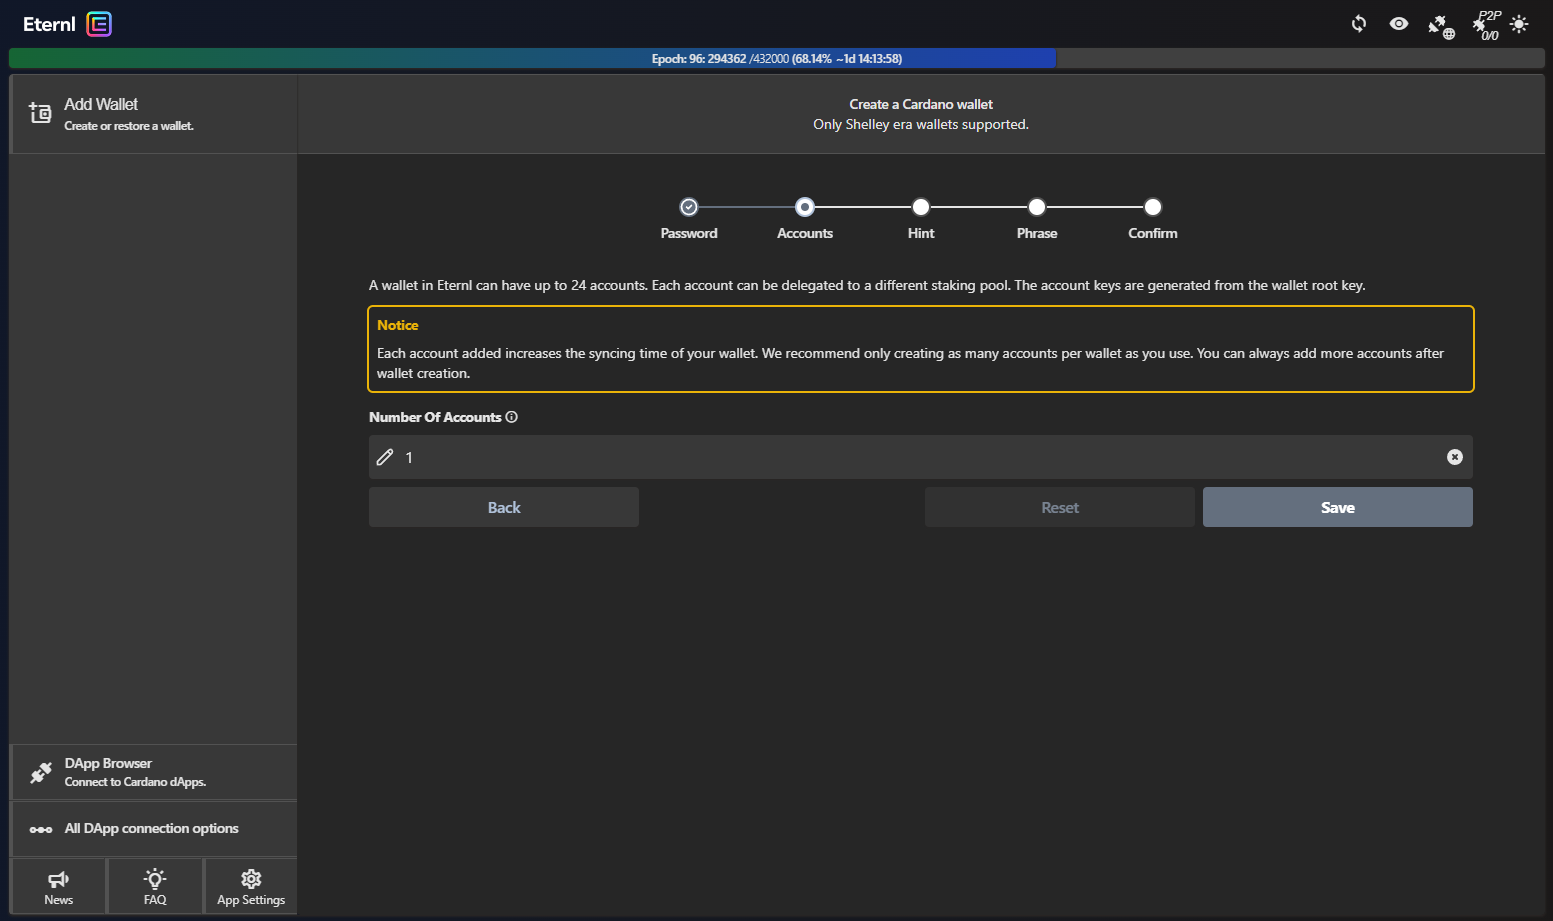 Eternl
P2P
0/0
Epoch: 96: 294362 /432000 (68.14% ~1d 14:13:58)
Add Wallet
Create or restore a wallet.
Create a Cardano wallet
Only Shelley era wallets supported.
Password
Accounts
Hint
Phrase
Confirm
A wallet in Eternl can have up to 24 accounts. Each account can be delegated to a different staking pool. The account keys are generated from the wallet root key.
Notice
Each account added increases the syncing time of your wallet. We recommend only creating as many accounts per wallet as you use. You can always add more accounts after
wallet creation.
Number Of Accounts
1
Back
Reset
Save
DApp Browser
Connect to Cardano dApps.
All DApp connection options
News
FAQ
App Settings